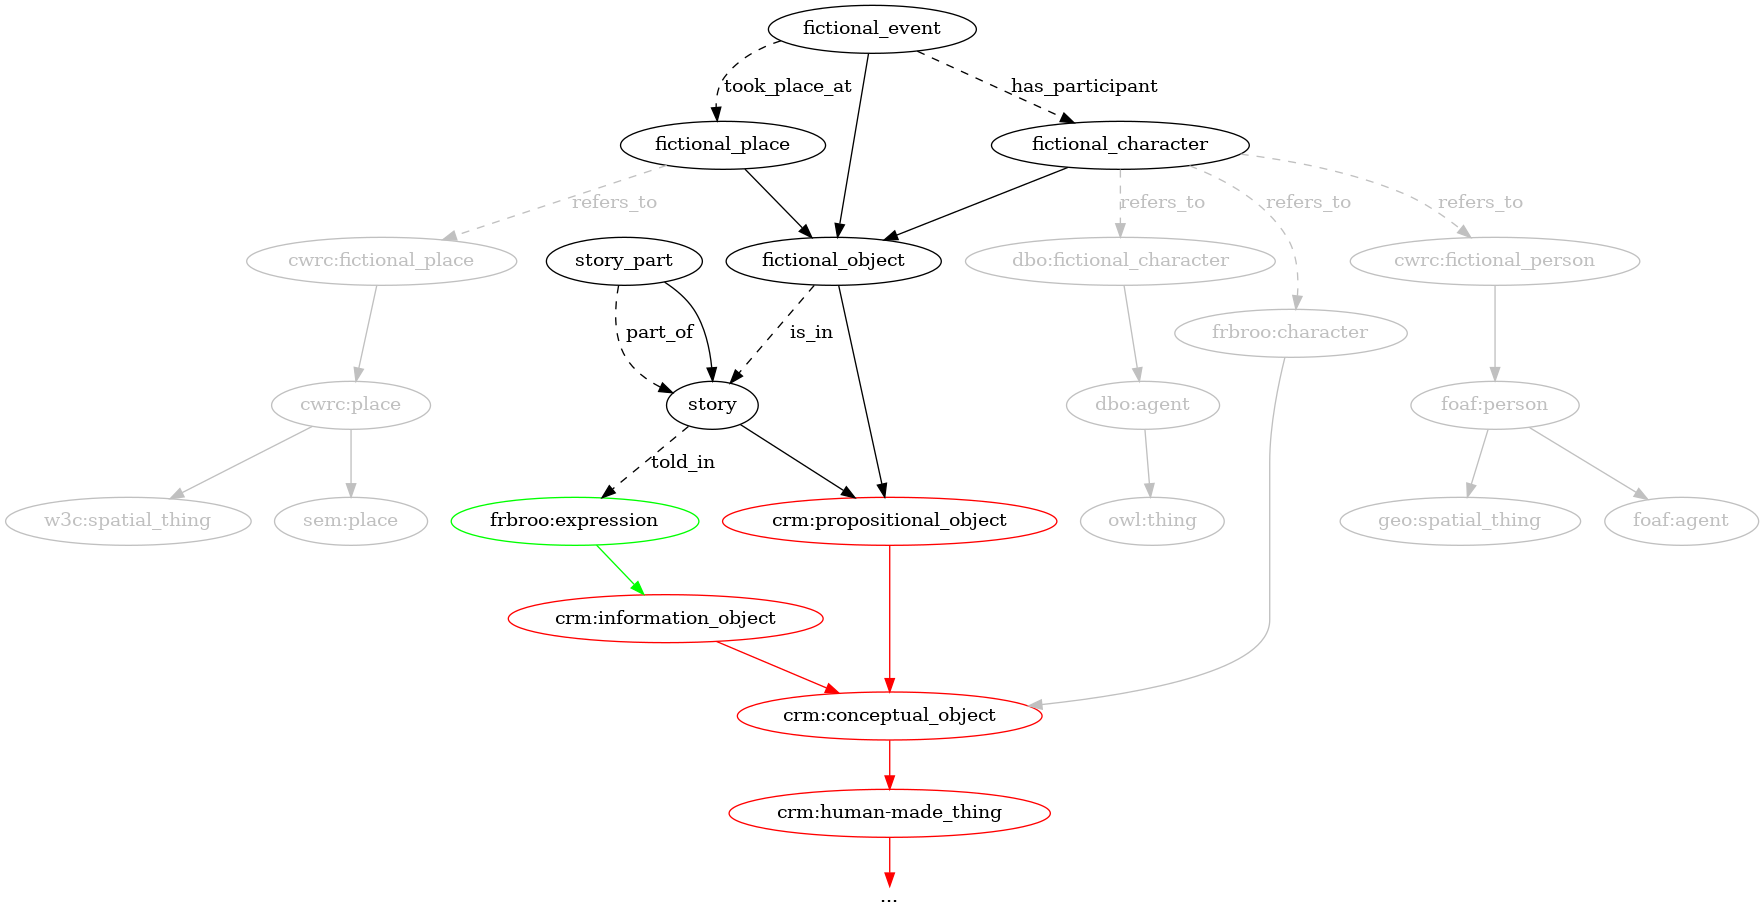 fictional_event
took_place_at
has_participant
fictional_place
fictional_character
refers_to
refers_to
refers_to
refers_to
cwrc:fictional_place
story_part
fictional_object
dbo:fictional_character
cwrc:fictional_person
part_of
is_in
frbroo:character
cwrc:place
story
dbo:agent
foaf:person
told_in
w3c:spatial_thing
sem:place
frbroo:expression
crm:propositional_object
owl:thing
geo:spatial_thing
foaf:agent
crm:information_object
crm:conceptual_object
crm:human-made_thing
...